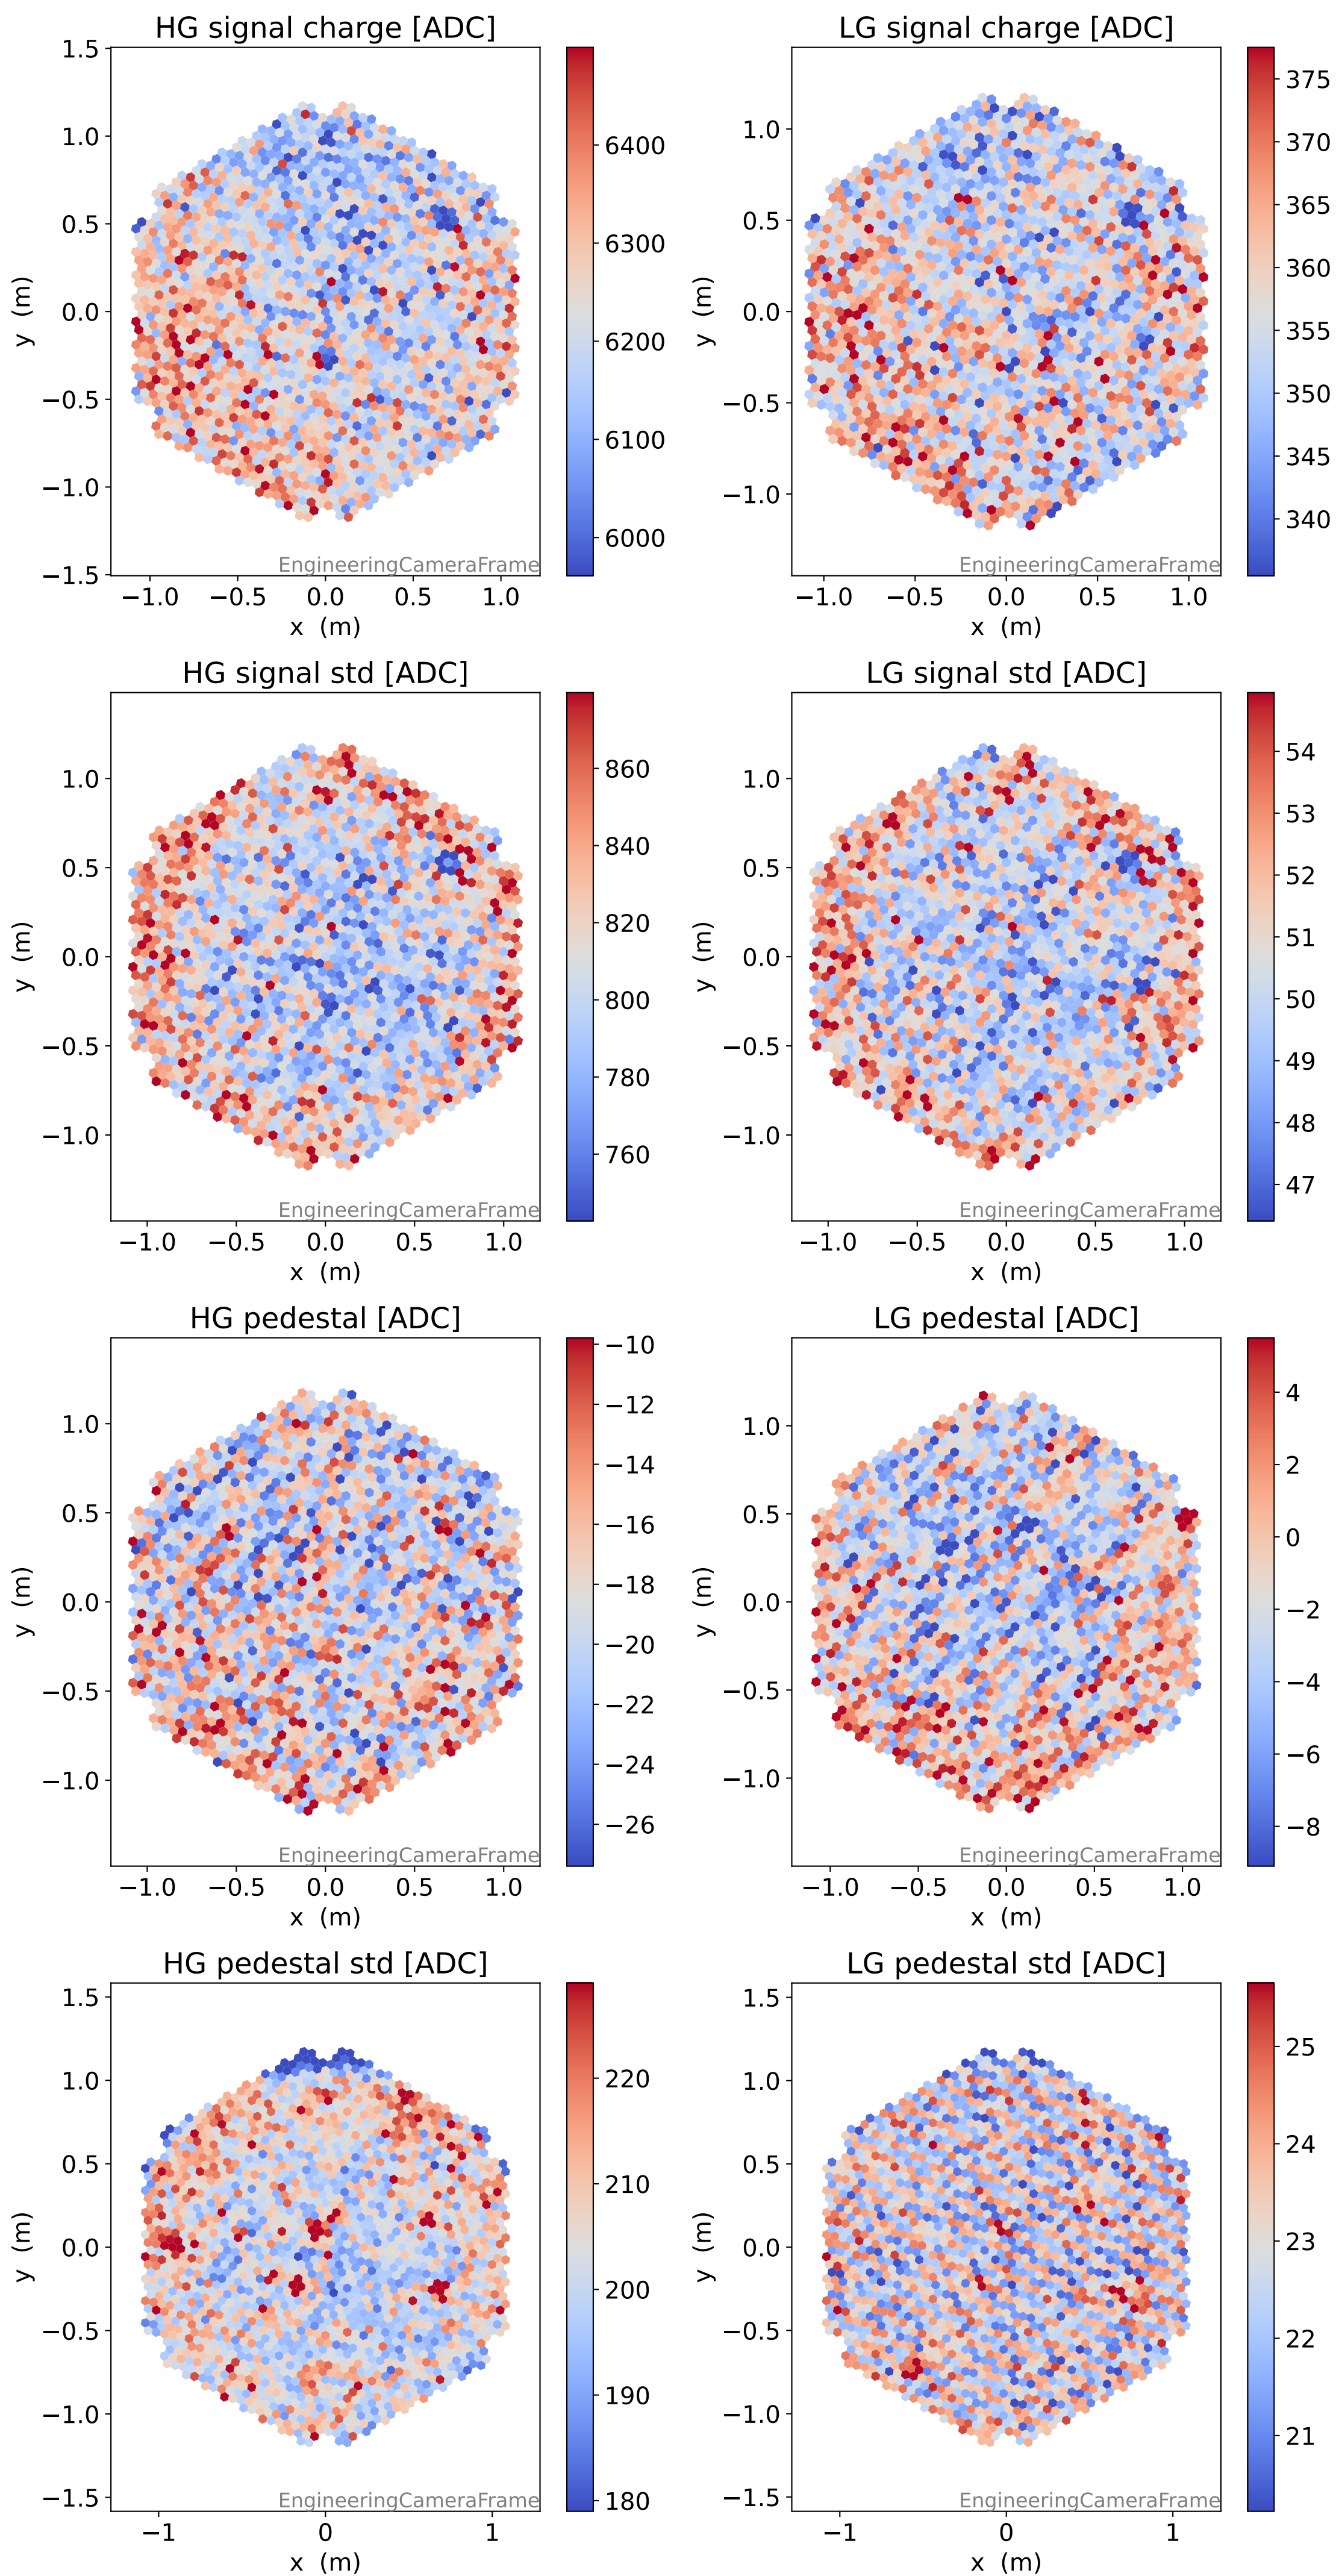 HG signal charge [ADC]
1.5
1.0
0.5
0.0
−0.5
−1.0
−1.5
y (m)
−1.0 −0.5 0.0 0.5 1.0
x (m)
EngineeringCameraFrame
6400
6300
6200
6100
6000
LG signal charge [ADC]
1.0
0.5
0.0
−0.5
−1.0
y (m)
−1.0 −0.5 0.0 0.5 1.0
x (m)
EngineeringCameraFrame
375
370
365
360
355
350
345
340
HG signal std [ADC]
1.0
0.5
0.0
−0.5
−1.0
y (m)
−1.0 −0.5 0.0 0.5 1.0
x (m)
EngineeringCameraFrame
860
840
820
800
780
760
LG signal std [ADC]
1.0
0.5
0.0
−0.5
−1.0
y (m)
−1.0 −0.5 0.0 0.5 1.0
x (m)
EngineeringCameraFrame
54
53
52
51
50
49
48
47
HG pedestal [ADC]
1.0
0.5
0.0
−0.5
−1.0
y (m)
−1.0 −0.5 0.0 0.5 1.0
x (m)
EngineeringCameraFrame
−10
−12
−14
−16
−18
−20
−22
−24
−26
LG pedestal [ADC]
1.0
0.5
0.0
−0.5
−1.0
y (m)
−1.0 −0.5 0.0 0.5 1.0
x (m)
EngineeringCameraFrame
4
2
0
−2
−4
−6
−8
HG pedestal std [ADC]
1.5
1.0
0.5
0.0
−0.5
−1.0
−1.5
y (m)
−1 0 1
x (m)
EngineeringCameraFrame
220
210
200
190
180
LG pedestal std [ADC]
1.5
1.0
0.5
0.0
−0.5
−1.0
−1.5
y (m)
−1 0 1
x (m)
EngineeringCameraFrame
25
24
23
22
21